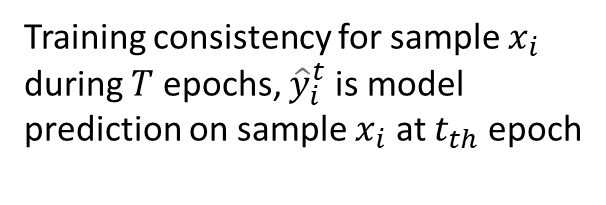 Training consistency for sample xᵢ
during T epochs, ŷᵢᵗ is model
prediction on sample xᵢ at tₜₕ epoch